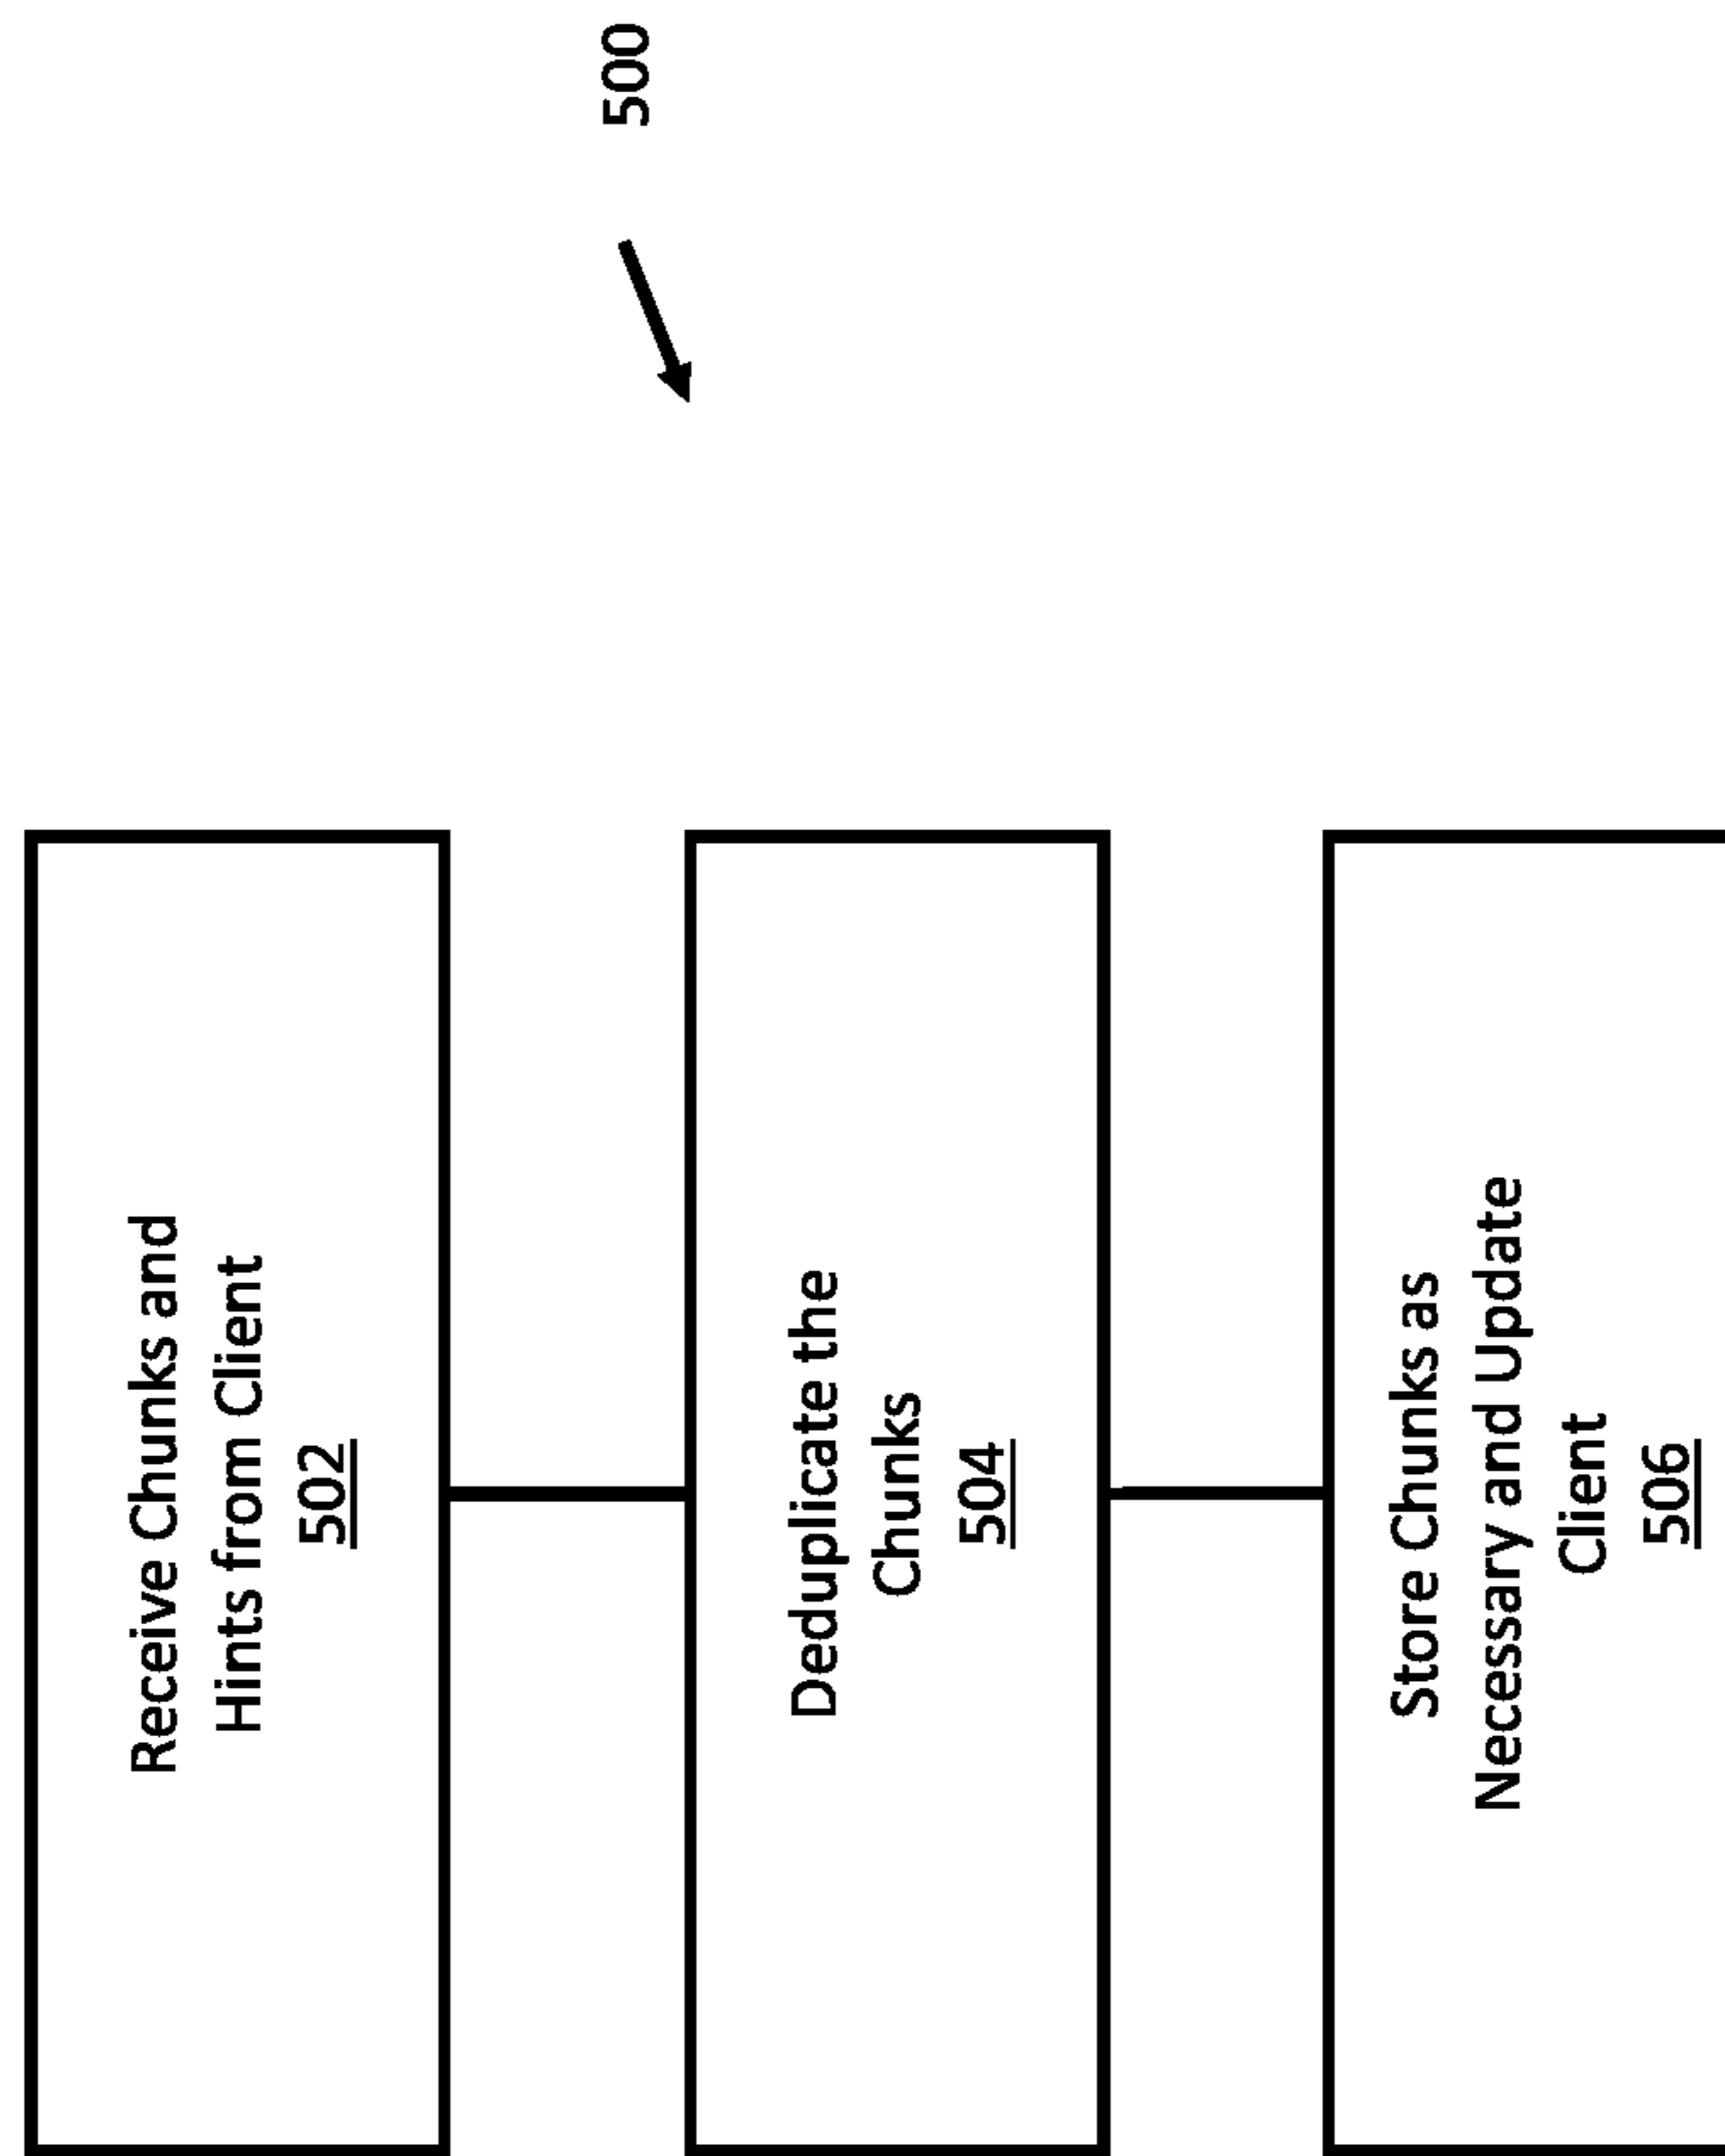 500
Receive Chunks and
Hints from Client
502
Deduplicate the
Chunks
504
Store Chunks as
Necessary and Update
Client
506